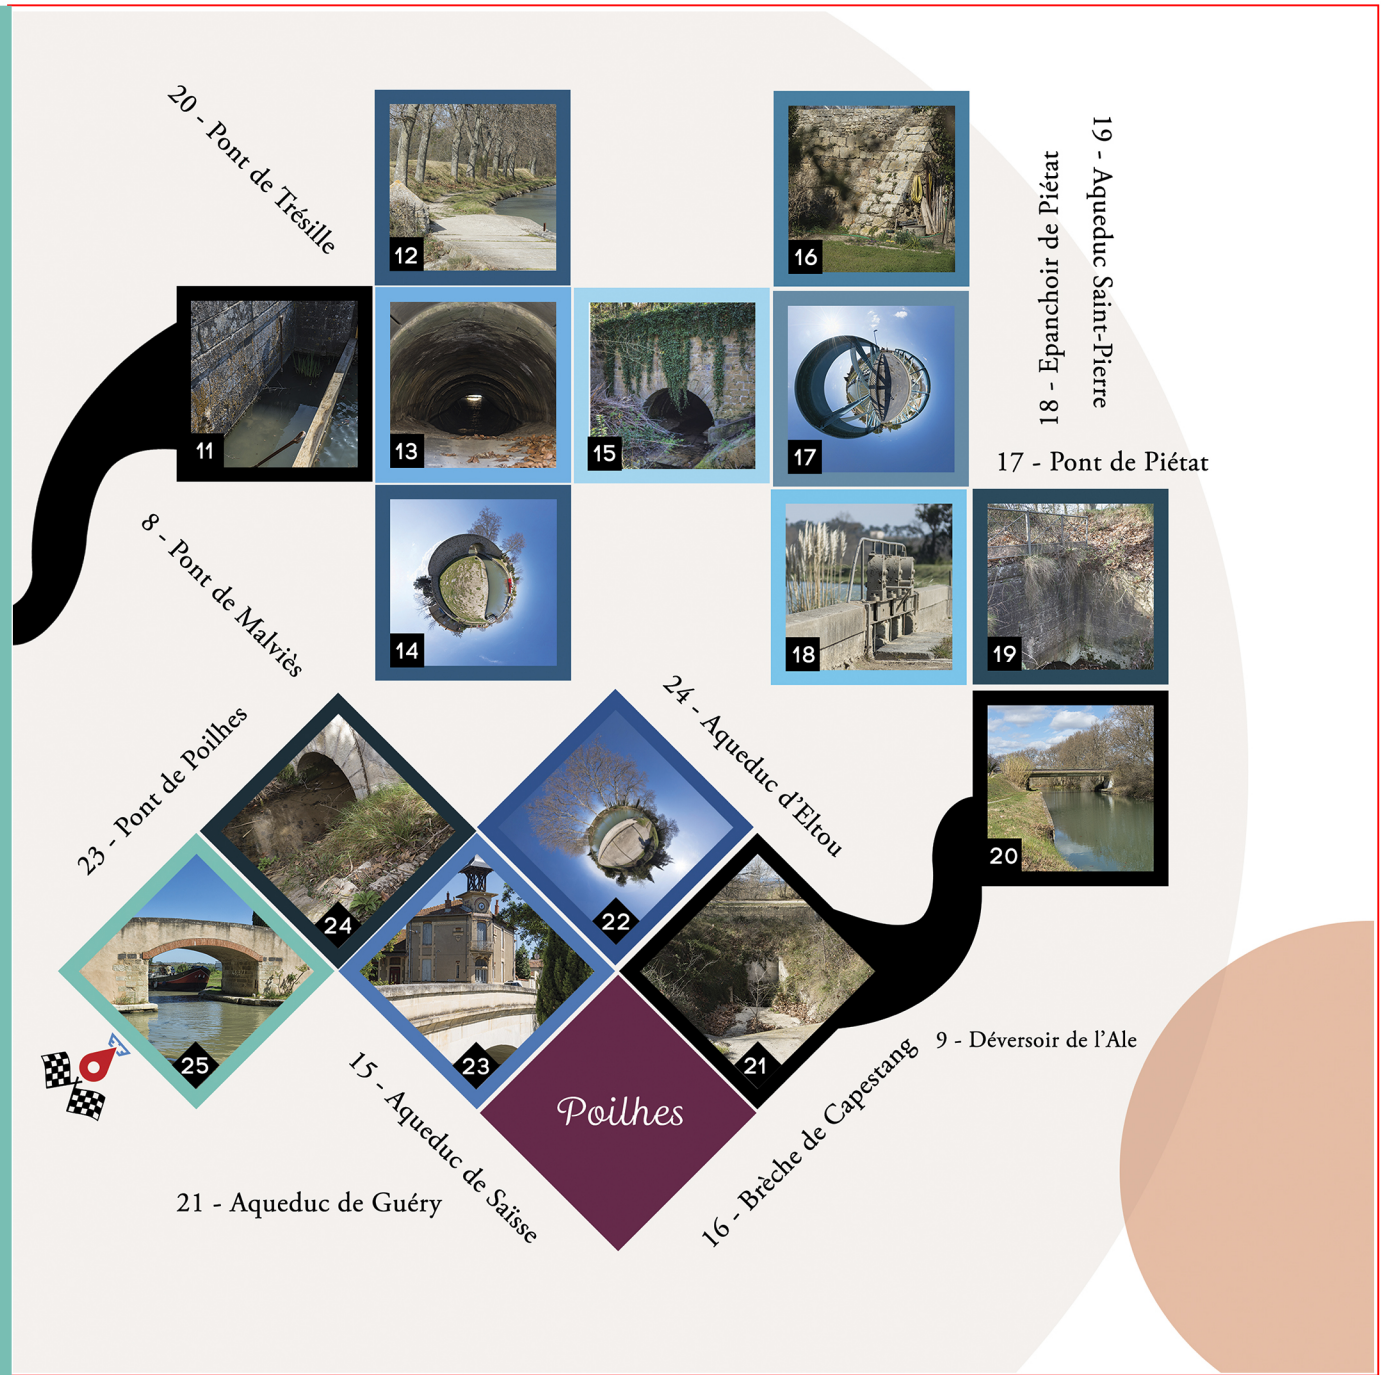 20 - Pont de Trésille
12
16
19 - Aqueduc Saint-Pierre
18 - Epanchoir de Piétat
11
13
15
17
17 - Pont de Piétat
8 - Pont de Malviès
14
18
19
24 - Aqueduc d'Eltou
23 - Pont de Poilhes
20
24
22
25
23
21
9 - Déversoir de l'Ale
Poilhes
15 - Aqueduc de Saïsse
16 - Brèche de Capestang
21 - Aqueduc de Guéry